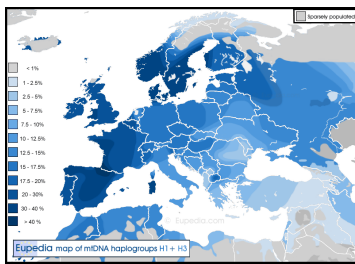 Sparsely populated
< 1%
1 - 2.5%
2.5 - 5%
5 - 7.5%
7.5 - 10%
10 - 12.5%
12.5 - 15%
15 - 17.5%
17.5 - 20%
20 - 30%
30 - 40 %
> 40 %
© Eupedia.com
Eupedia map of mtDNA haplogroups H1 + H3